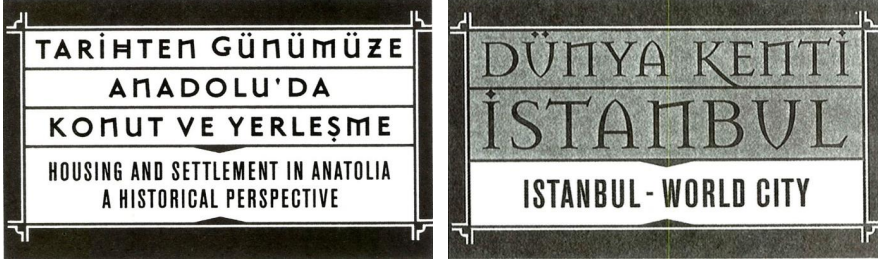 TARİHTEN GÜNÜMÜZE
ANADOLU'DA
KONUT VE YERLEŞME
HOUSING AND SETTLEMENT IN ANATOLIA
A HISTORICAL PERSPECTIVE
DÜNYA KENTİ
İSTANBUL
ISTANBUL - WORLD CITY